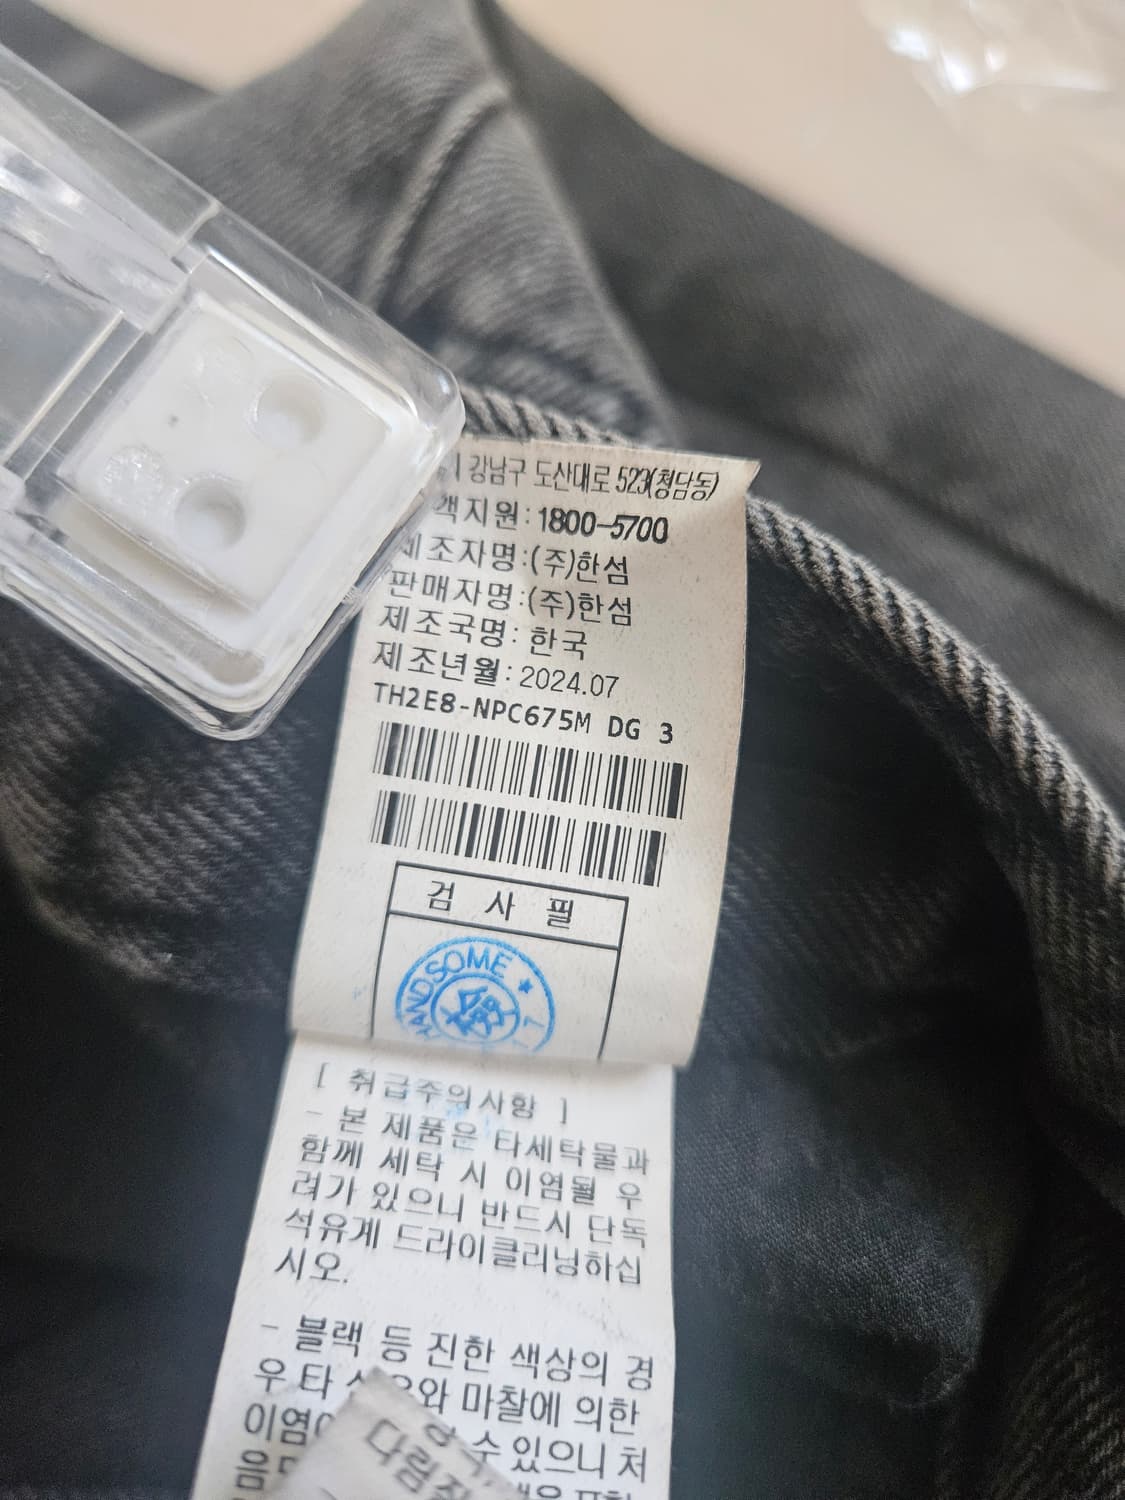 강남구 도산대로 523(청담동)
객지원 : 1800-5700
제조자명:(주)한섬
판매자명:(주)한섬
제조국명: 한국
제조년월: 2024.07
TH2E8-NPC675M DG 3
검 사 필
HANDSOME
[ 취급주의사항 ]
- 본 제품은 타세탁물과
함께 세탁 시 이염될 우
려가 있으니 반드시 단독
석유계 드라이클리닝하십
시오.
- 블랙 등 진한 색상의 경
우 타 와 마찰에 의한
이염 수 있으니 처
음
다림질